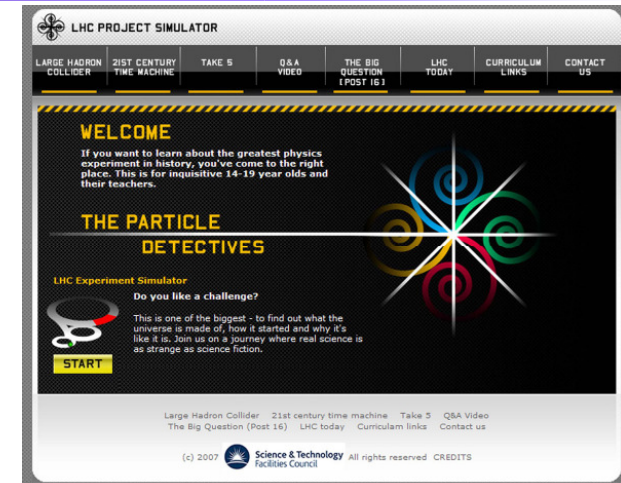 LHC PROJECT SIMULATOR
LARGE HADRON COLLIDER
21ST CENTURY TIME MACHINE
TAKE 5
Q&A VIDEO
THE BIG QUESTION [POST 16]
LHC TODAY
CURRICULUM LINKS
CONTACT US
WELCOME
If you want to learn about the greatest physics
experiment in history, you've come to the right
place. This is for inquisitive 14-19 year olds and
their teachers.
THE PARTICLE
DETECTIVES
LHC Experiment Simulator
Do you like a challenge?
This is one of the biggest - to find out what the
universe is made of, how it started and why it's
like it is. Join us on a journey where real science is
as strange as science fiction.
START
Large Hadron Collider 21st century time machine Take 5 Q&A Video
The Big Question (Post 16) LHC today Curriculam links Contact us
(c) 2007 Science & Technology Facilities Council All rights reserved CREDITS